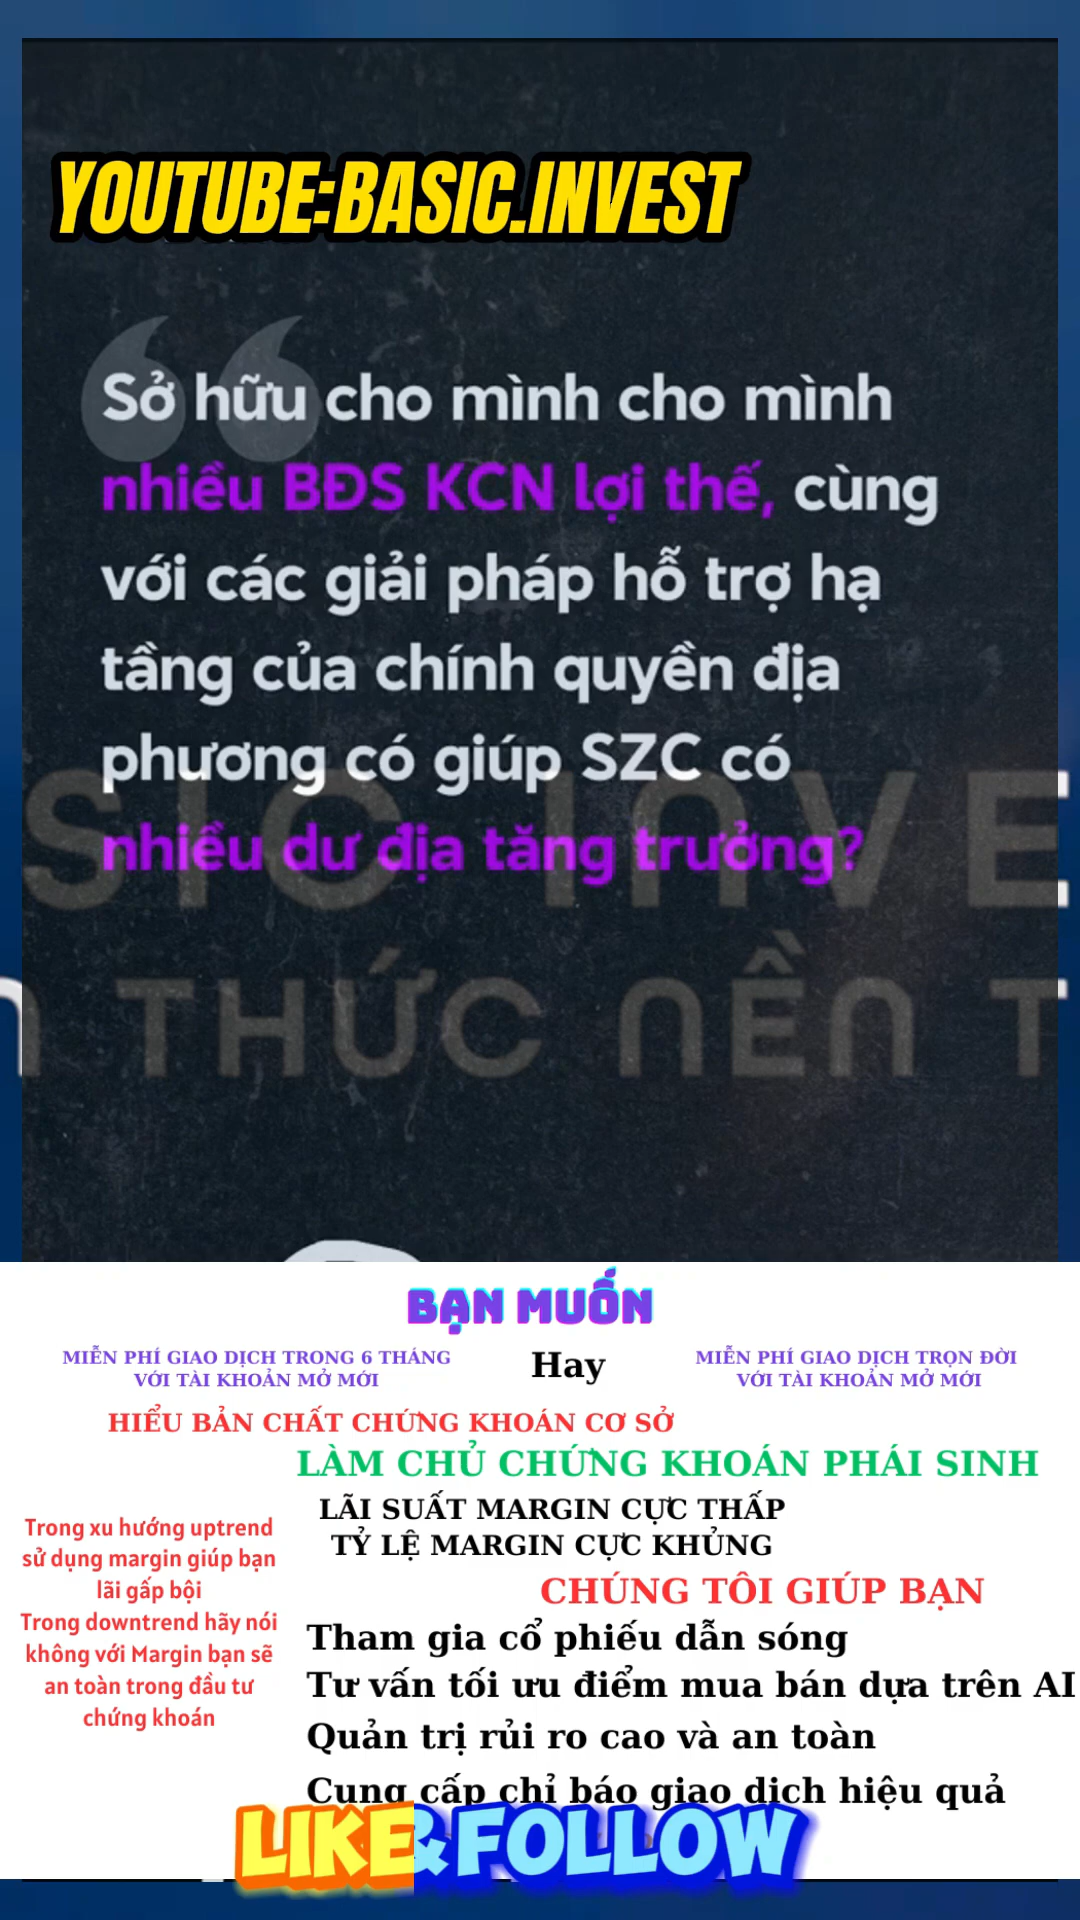 YOUTUBE:BASIC.INVEST
Sở hữu cho mình cho mình
nhiều BĐS KCN lợi thế, cùng
với các giải pháp hỗ trợ hạ
tầng của chính quyền địa
phương có giúp SZC có
nhiều dư địa tăng trưởng?
SIC INVE
N THỨC NỀN T
BẠN MUỐN
MIỄN PHÍ GIAO DỊCH TRONG 6 THÁNG
VỚI TÀI KHOẢN MỞ MỚI
Hay
MIỄN PHÍ GIAO DỊCH TRỌN ĐỜI
VỚI TÀI KHOẢN MỞ MỚI
HIỂU BẢN CHẤT CHỨNG KHOÁN CƠ SỞ
LÀM CHỦ CHỨNG KHOÁN PHÁI SINH
LÃI SUẤT MARGIN CỰC THẤP
TỶ LỆ MARGIN CỰC KHỦNG
Trong xu hướng uptrend
sử dụng margin giúp bạn
lãi gấp bội
Trong downtrend hãy nói
không với Margin bạn sẽ
an toàn trong đầu tư
chứng khoán
CHÚNG TÔI GIÚP BẠN
Tham gia cổ phiếu dẫn sóng
Tư vấn tối ưu điểm mua bán dựa trên AI
Quản trị rủi ro cao và an toàn
Cung cấp chỉ báo giao dịch hiệu quả
LIKE&FOLLOW